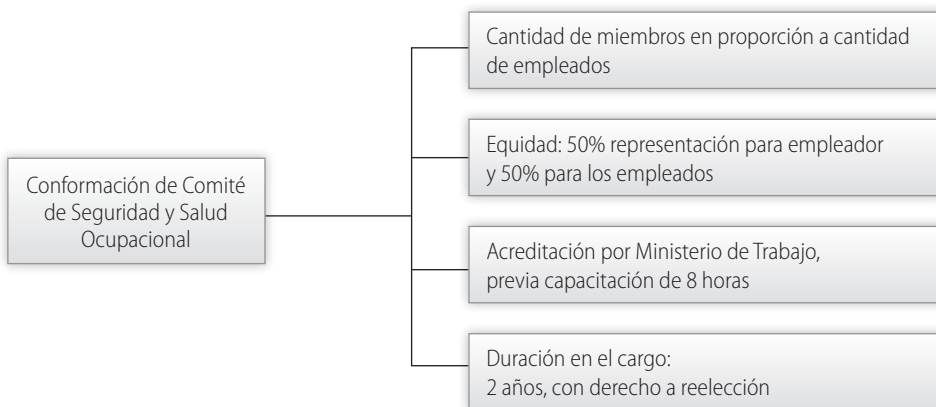 Conformación de Comité
de Seguridad y Salud
Ocupacional
Cantidad de miembros en proporción a cantidad
de empleados
Equidad: 50% representación para empleador
y 50% para los empleados
Acreditación por Ministerio de Trabajo,
previa capacitación de 8 horas
Duración en el cargo:
2 años, con derecho a reelección